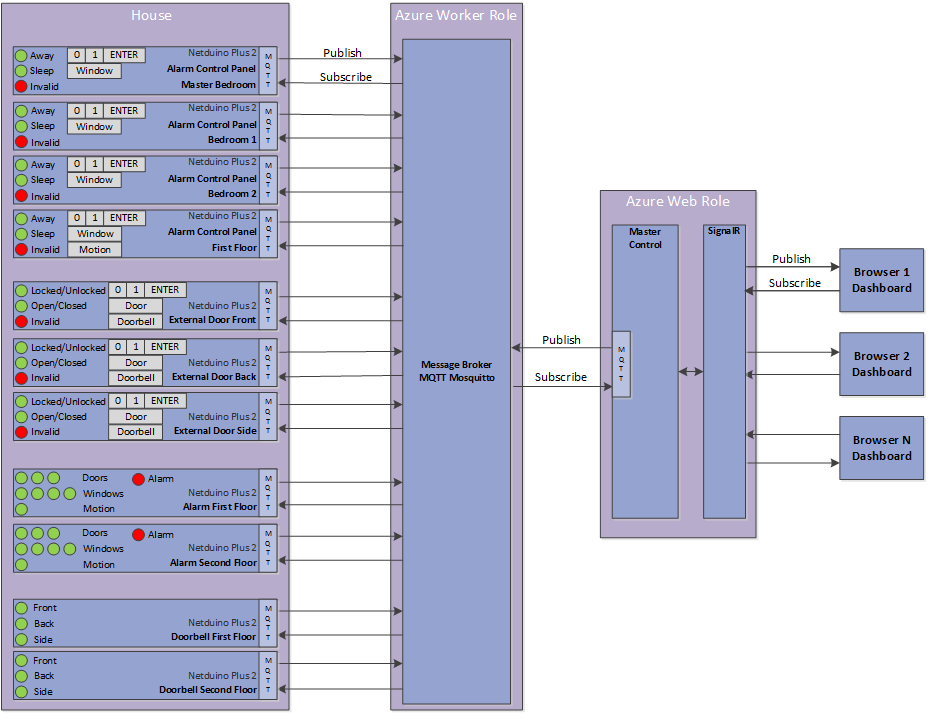 House
Away 0 1 ENTER Netduino Plus 2
Sleep Window Alarm Control Panel
Invalid Master Bedroom
MQTT
Away 0 1 ENTER Netduino Plus 2
Sleep Window Alarm Control Panel
Invalid Bedroom 1
MQTT
Away 0 1 ENTER Netduino Plus 2
Sleep Window Alarm Control Panel
Invalid Bedroom 2
MQTT
Away 0 1 ENTER Netduino Plus 2
Sleep Window Alarm Control Panel
Invalid Motion First Floor
MQTT
Locked/Unlocked 0 1 ENTER
Open/Closed Door Netduino Plus 2
Invalid Doorbell External Door Front
MQTT
Locked/Unlocked 0 1 ENTER
Open/Closed Door Netduino Plus 2
Invalid Doorbell External Door Back
MQTT
Locked/Unlocked 0 1 ENTER
Open/Closed Door Netduino Plus 2
Invalid Doorbell External Door Side
MQTT
Doors Alarm
Windows Netduino Plus 2
Motion Alarm First Floor
MQTT
Doors Alarm
Windows Netduino Plus 2
Motion Alarm Second Floor
MQTT
Front
Back Netduino Plus 2
Side Doorbell First Floor
MQTT
Front
Back Netduino Plus 2
Side Doorbell Second Floor
MQTT
Publish
Subscribe
Azure Worker Role
Message Broker
MQTT Mosquitto
Publish
Subscribe
Azure Web Role
Master
Control
MQTT
SignalR
Publish
Subscribe
Browser 1
Dashboard
Browser 2
Dashboard
Browser N
Dashboard